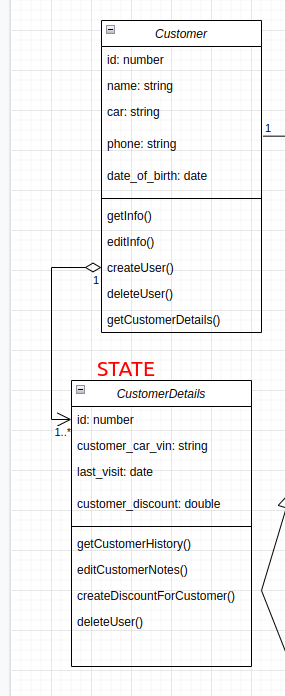 Customer
id: number
name: string
car: string
1
phone: string
date_of_birth: date
getInfo()
editInfo()
createUser()
1
deleteUser()
getCustomerDetails()
STATE
CustomerDetails
id: number
1..*
customer_car_vin: string
last_visit: date
customer_discount: double
getCustomerHistory()
editCustomerNotes()
createDiscountForCustomer()
deleteUser()